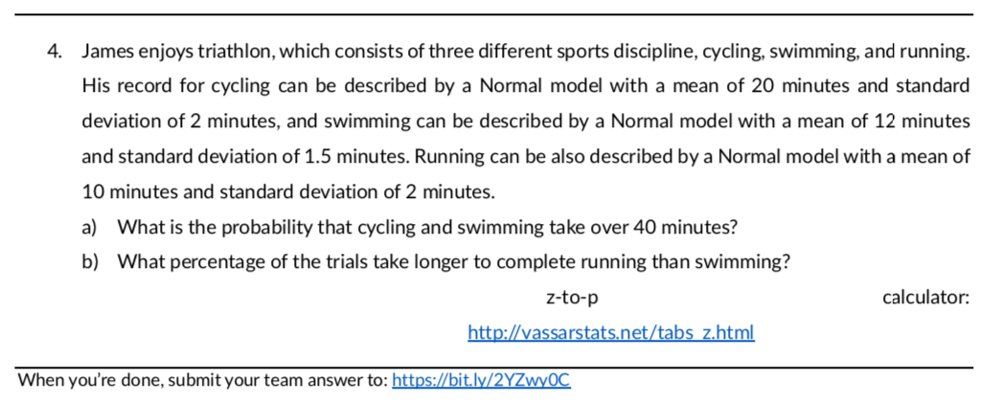 4. James enjoys triathlon, which consists of three different sports discipline, cycling, swimming, and running.
His record for cycling can be described by a Normal model with a mean of 20 minutes and standard
deviation of 2 minutes, and swimming can be described by a Normal model with a mean of 12 minutes
and standard deviation of 1.5 minutes. Running can be also described by a Normal model with a mean of
10 minutes and standard deviation of 2 minutes.
a) What is the probability that cycling and swimming take over 40 minutes?
b) What percentage of the trials take longer to complete running than swimming?
z-to-p calculator:
http://vassarstats.net/tabs_z.html
When you're done, submit your team answer to: https://bit.ly/2YZwy0C